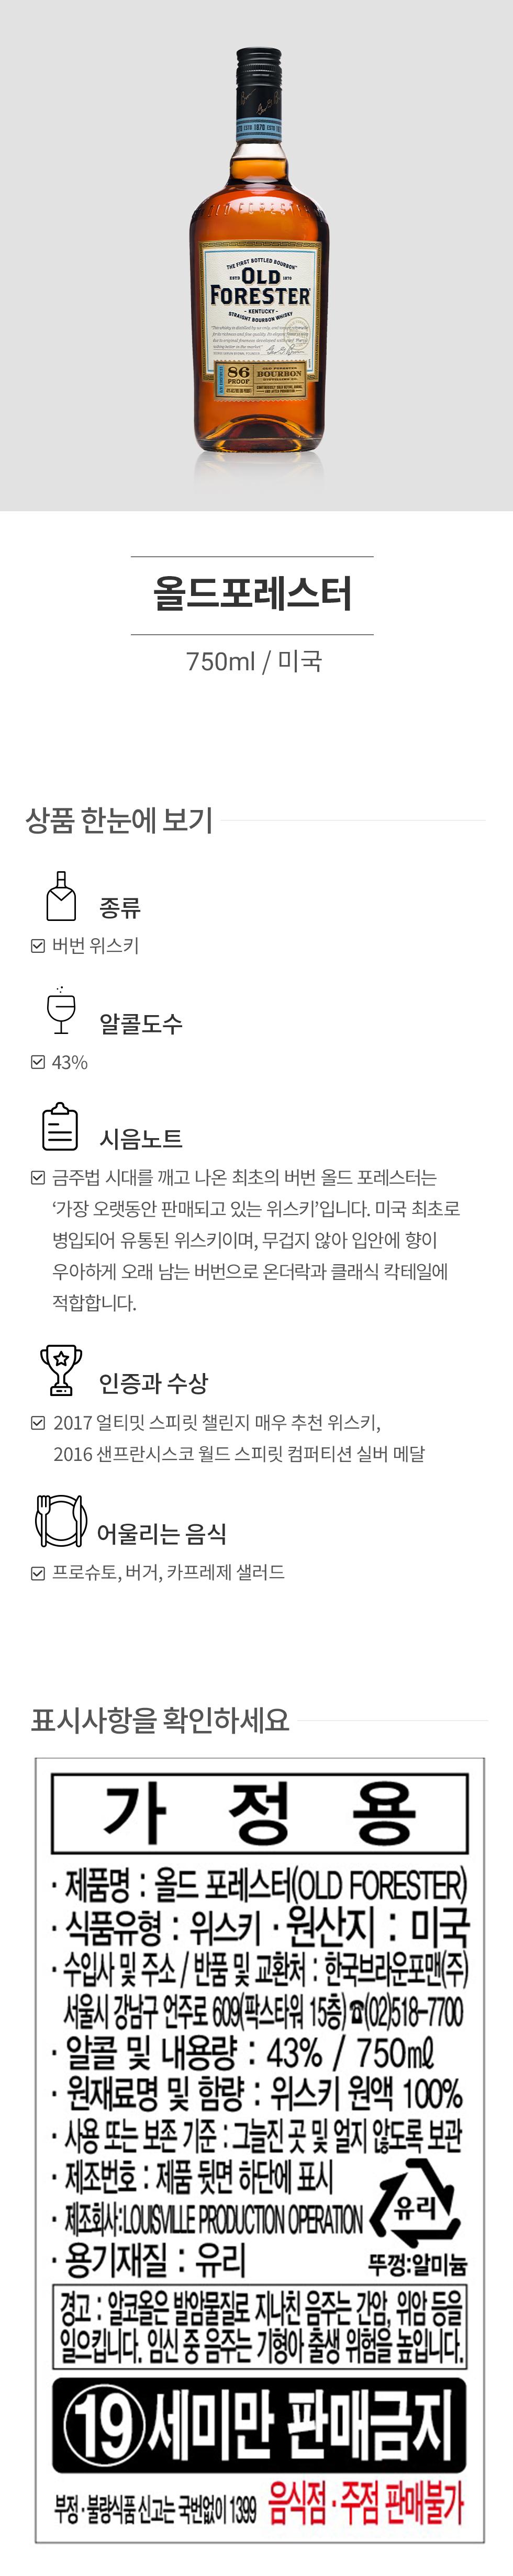 THE FIRST BOTTLED BOURBON™
ESTD 1870
OLD
FORESTER
- KENTUCKY -
STRAIGHT BOURBON WHISKY
86
PROOF
BOURBON
올드포레스터
750ml / 미국
상품 한눈에 보기
종류
버번 위스키
알콜도수
43%
시음노트
금주법 시대를 깨고 나온 최초의 버번 올드 포레스터는
‘가장 오랫동안 판매되고 있는 위스키’입니다. 미국 최초로
병입되어 유통된 위스키이며, 무겁지 않아 입안에 향이
우아하게 오래 남는 버번으로 온더락과 클래식 칵테일에
적합합니다.
인증과 수상
2017 얼티밋 스피릿 챌린지 매우 추천 위스키,
2016 샌프란시스코 월드 스피릿 컴퍼티션 실버 메달
어울리는 음식
프로슈토, 버거, 카프레제 샐러드
표시사항을 확인하세요
가 정 용
· 제품명 : 올드 포레스터(OLD FORESTER)
· 식품유형 : 위스키 · 원산지 : 미국
· 수입사 및 주소 / 반품 및 교환처 : 한국브라운포맨(주)
서울시 강남구 언주로 609(팍스타워 15층)☎(02)518-7700
· 알콜 및 내용량 : 43% / 750㎖
· 원재료명 및 함량 : 위스키 원액 100%
· 사용 또는 보존 기준 : 그늘진 곳 및 얼지 않도록 보관
· 제조번호 : 제품 뒷면 하단에 표시
· 제조회사:LOUISVILLE PRODUCTION OPERATION
유리
· 용기재질 : 유리
뚜껑:알미늄
경고 : 알코올은 발암물질로 지나친 음주는 간암, 위암 등을
일으킵니다. 임신 중 음주는 기형아 출생 위험을 높입니다.
19세미만 판매금지
부정·불량식품 신고는 국번없이 1399 음식점·주점 판매불가